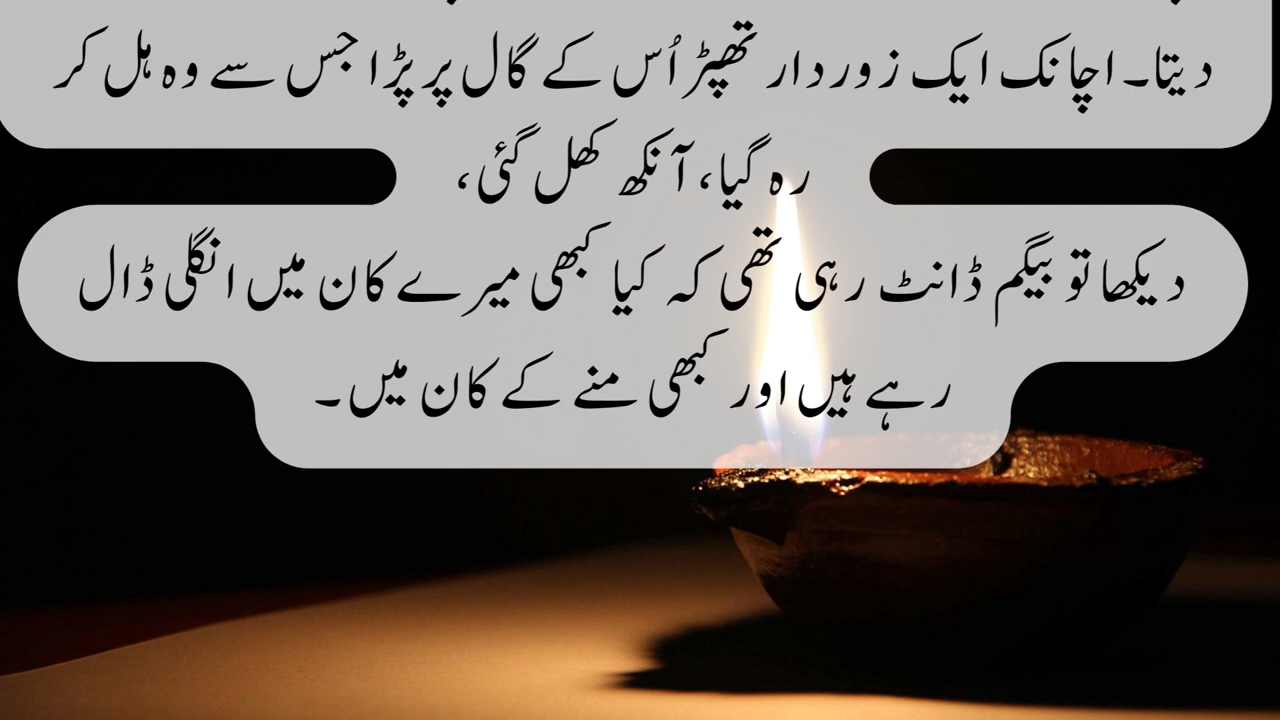 دیتا۔ اچانک ایک زوردار تھپڑ اُس کے گال پر پڑا جس سے وہ ہل کر
رہ گیا، آنکھ کھل گئی،
دیکھا تو بیگم ڈانٹ رہی تھی کہ کیا کبھی میرے کان میں انگلی ڈال
رہے ہیں اور کبھی منے کے کان میں۔